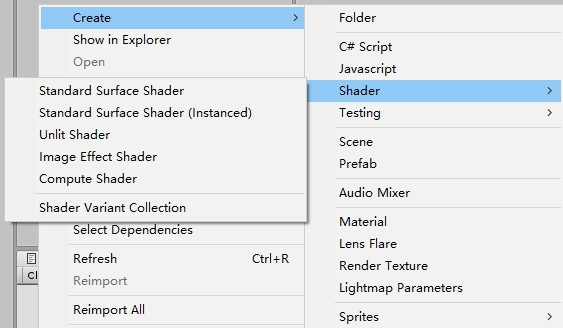 Create
Show in Explorer
Open
Standard Surface Shader
Standard Surface Shader (Instanced)
Unlit Shader
Image Effect Shader
Compute Shader
Shader Variant Collection
Select Dependencies
Refresh Ctrl+R
Reimport
Reimport All
Folder
C# Script
Javascript
Shader
Testing
Scene
Prefab
Audio Mixer
Material
Lens Flare
Render Texture
Lightmap Parameters
Sprites
Cl